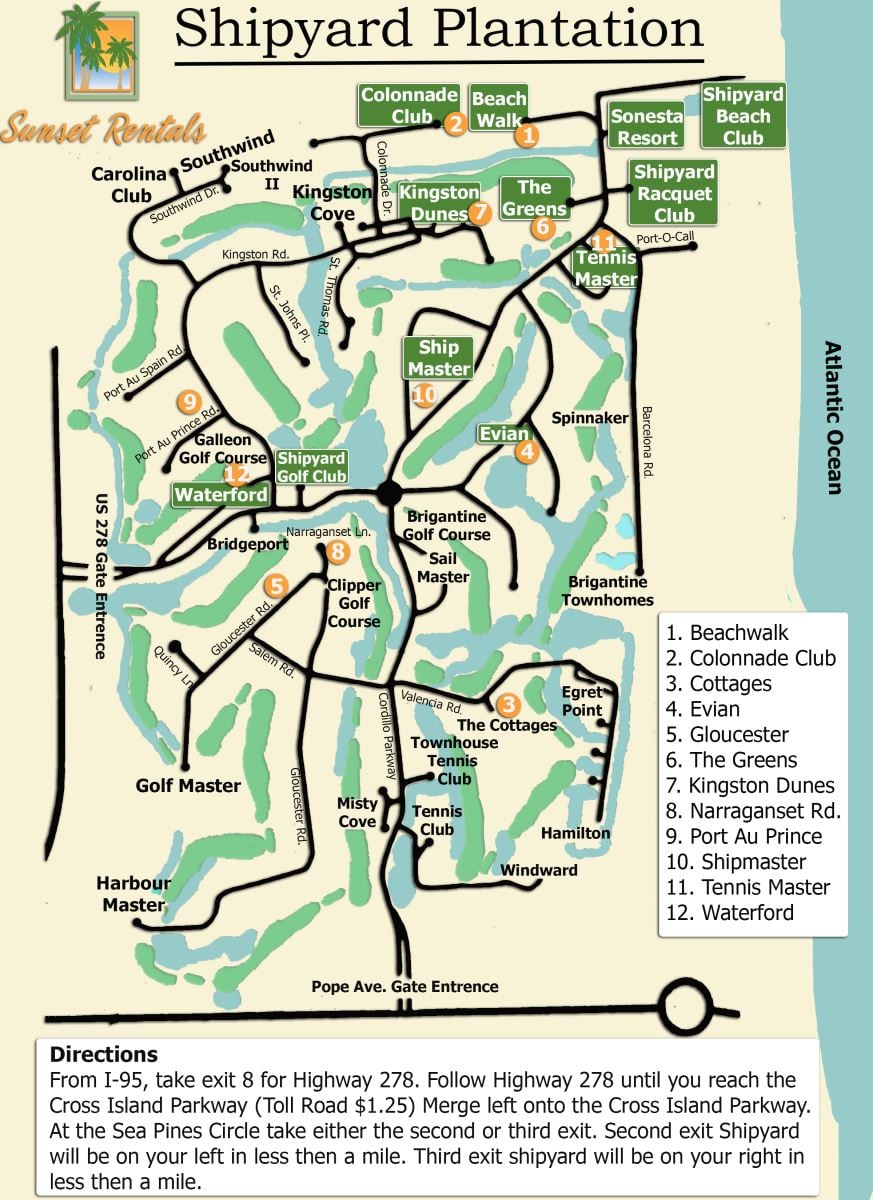 Shipyard Plantation
Sunset Rentals
Colonnade
Club
2
Beach
Walk
1
Sonesta
Resort
Shipyard
Beach
Club
Southwind
Carolina
Club
Southwind
II
Southwind Dr.
Colonnade Dr.
Kingston
Cove
Kingston
Dunes
7
The
Greens
6
Shipyard
Racquet
Club
11
Tennis
Master
Port-O-Call
Kingston Rd.
St. Johns Pl.
St. Thomas Rd.
Ship
Master
10
Port Au Spain Rd.
9
Port Au Prince Rd.
Galleon
Golf Course
12
Waterford
Shipyard
Golf Club
Evian
4
Spinnaker
Barcelona Rd.
Atlantic Ocean
US 278 Gate Entrence
Bridgeport
Narraganset Ln.
8
Brigantine
Golf Course
Sail
Master
Brigantine
Townhomes
5
Clipper
Golf
Course
Gloucester Rd.
Quincy Ln
Salem Rd.
Valencia Rd.
3
The Cottages
Egret
Point
Cordillo Parkway
Townhouse
Tennis
Club
Golf Master
Gloucester Rd.
Misty
Cove
Tennis
Club
Hamilton
Windward
Harbour
Master
Pope Ave. Gate Entrence
1. Beachwalk
2. Colonnade Club
3. Cottages
4. Evian
5. Gloucester
6. The Greens
7. Kingston Dunes
8. Narraganset Rd.
9. Port Au Prince
10. Shipmaster
11. Tennis Master
12. Waterford
Directions
From I-95, take exit 8 for Highway 278. Follow Highway 278 until you reach the
Cross Island Parkway (Toll Road $1.25) Merge left onto the Cross Island Parkway.
At the Sea Pines Circle take either the second or third exit. Second exit Shipyard
will be on your left in less then a mile. Third exit shipyard will be on your right in
less then a mile.